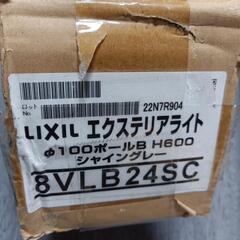 ロット
No
22N7R904
LIXIL エクステリアライト
φ100ポールB H600
シャイングレー
8VLB24SC